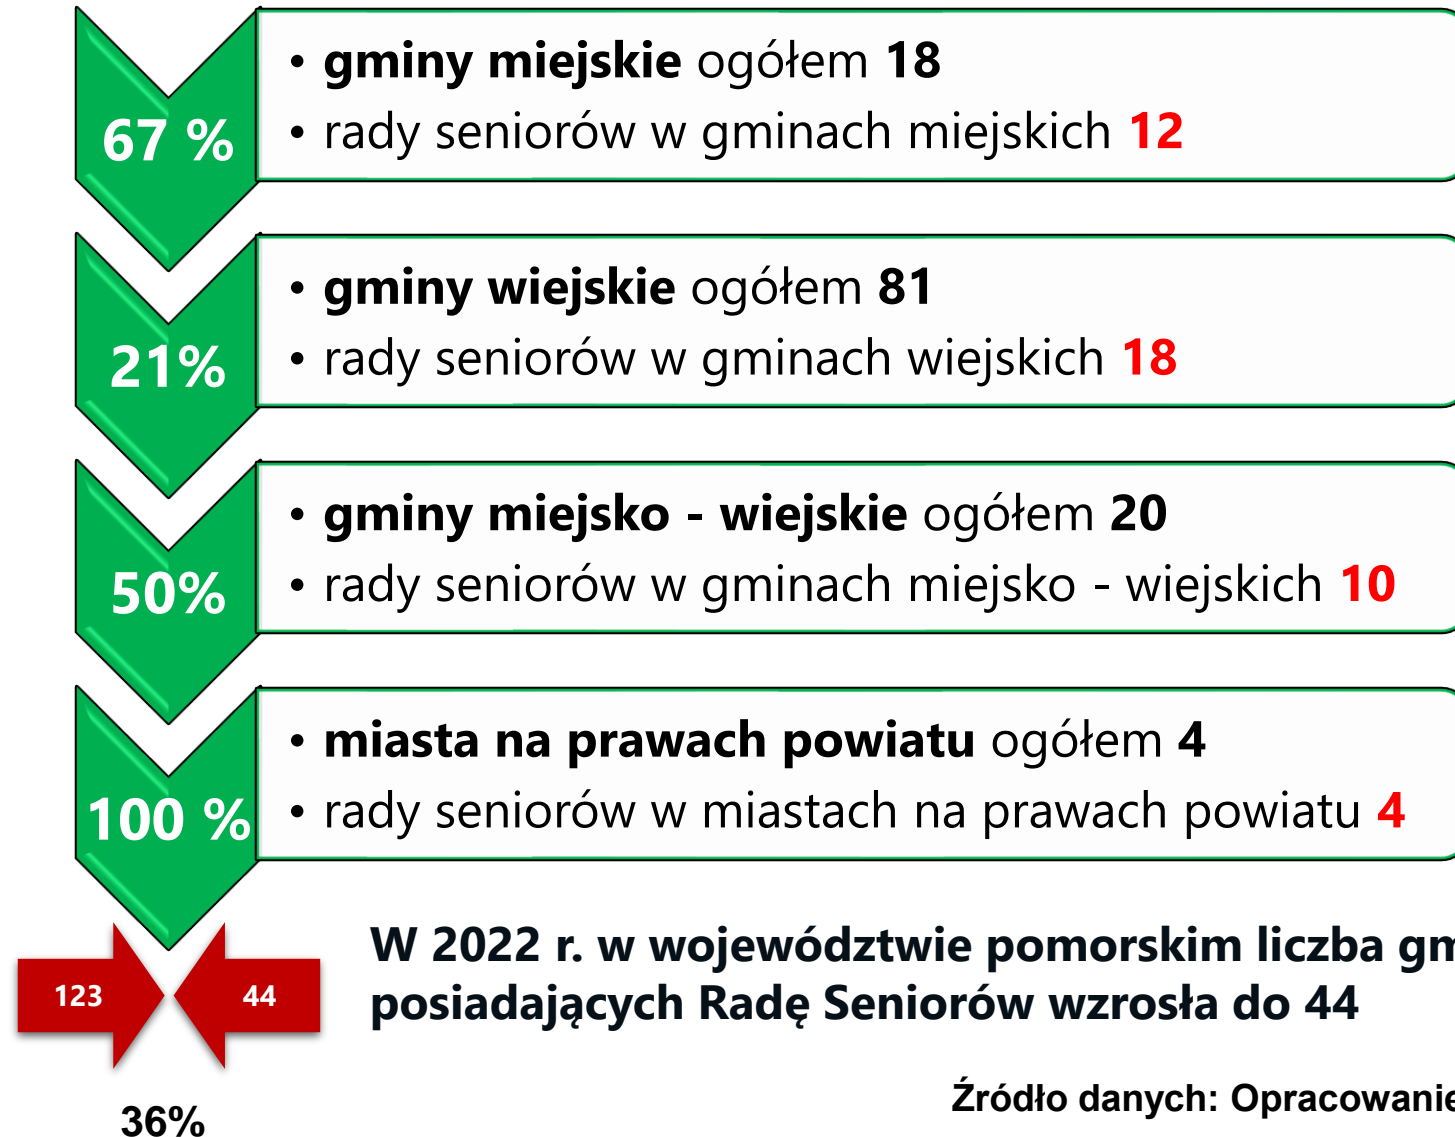 67 %
• gminy miejskie ogółem 18
• rady seniorów w gminach miejskich 12
21%
• gminy wiejskie ogółem 81
• rady seniorów w gminach wiejskich 18
50%
• gminy miejsko - wiejskie ogółem 20
• rady seniorów w gminach miejsko - wiejskich 10
100 %
• miasta na prawach powiatu ogółem 4
• rady seniorów w miastach na prawach powiatu 4
123
44
W 2022 r. w województwie pomorskim liczba
posiadających Radę Seniorów wzrosła do 44
36%
Źródło danych: Opracowanie